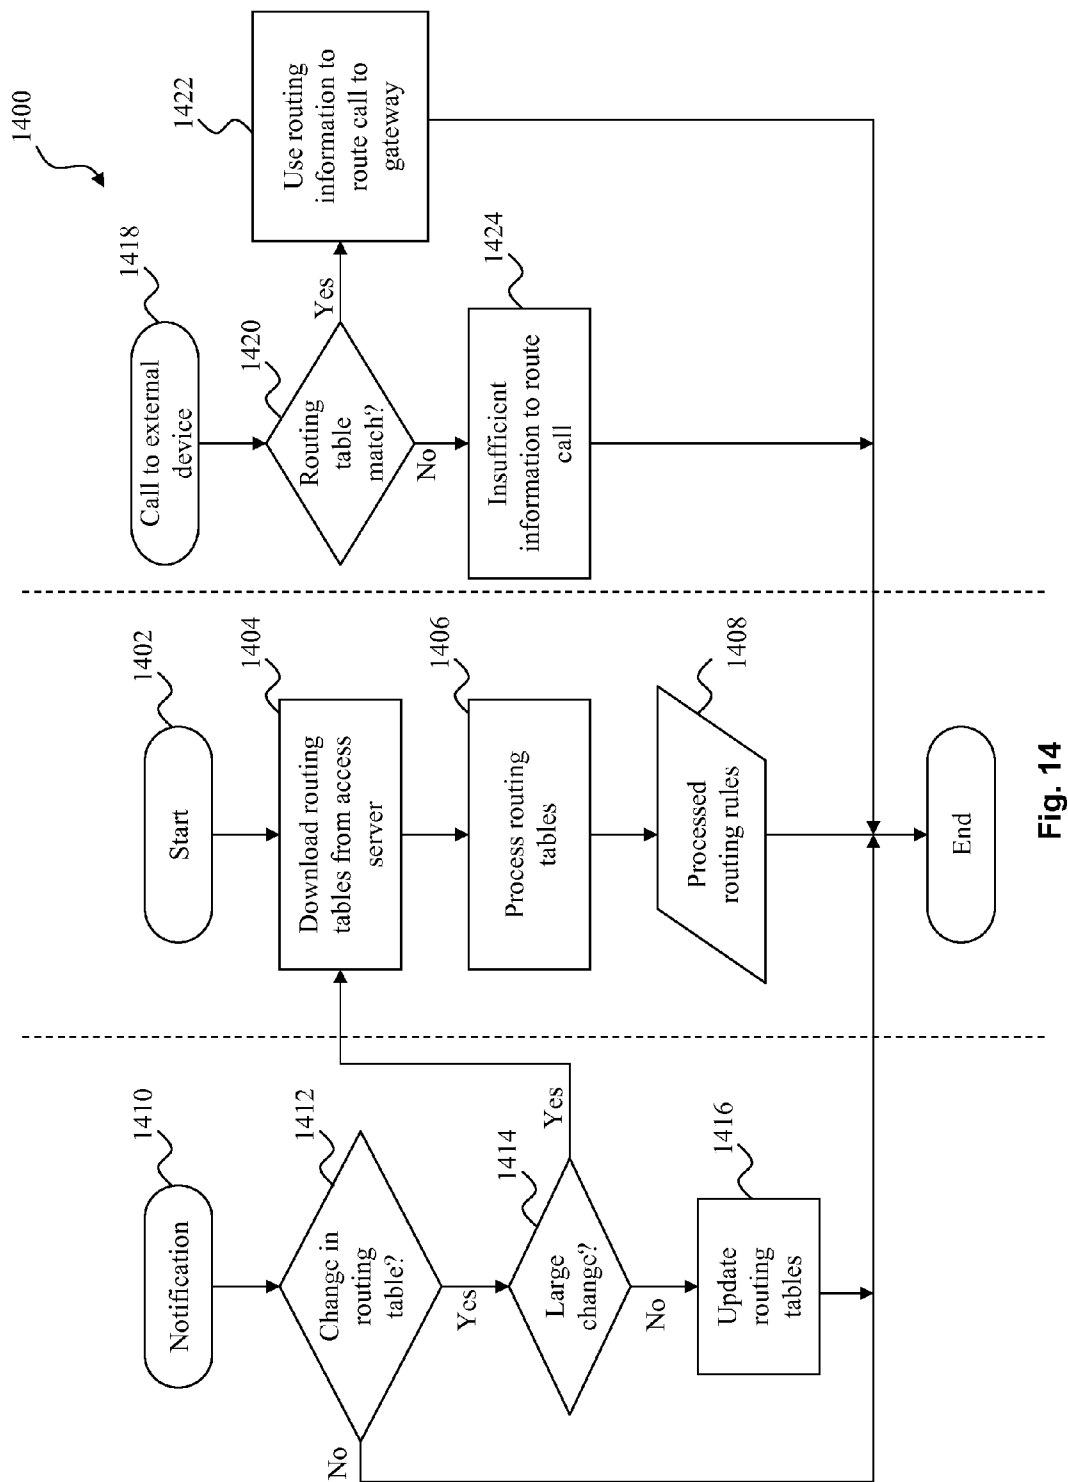 1400
1410
Notification
1412
Change in
routing
table?
No
Yes
1414
Large
change?
Yes
No
1416
Update
routing
tables
1402
Start
1404
Download routing
tables from access
server
1406
Process routing
tables
1408
Processed
routing rules
End
1418
Call to external
device
1420
Routing
table
match?
Yes
No
1422
Use routing
information to
route call to
gateway
1424
Insufficient
information to route
call
Fig. 14